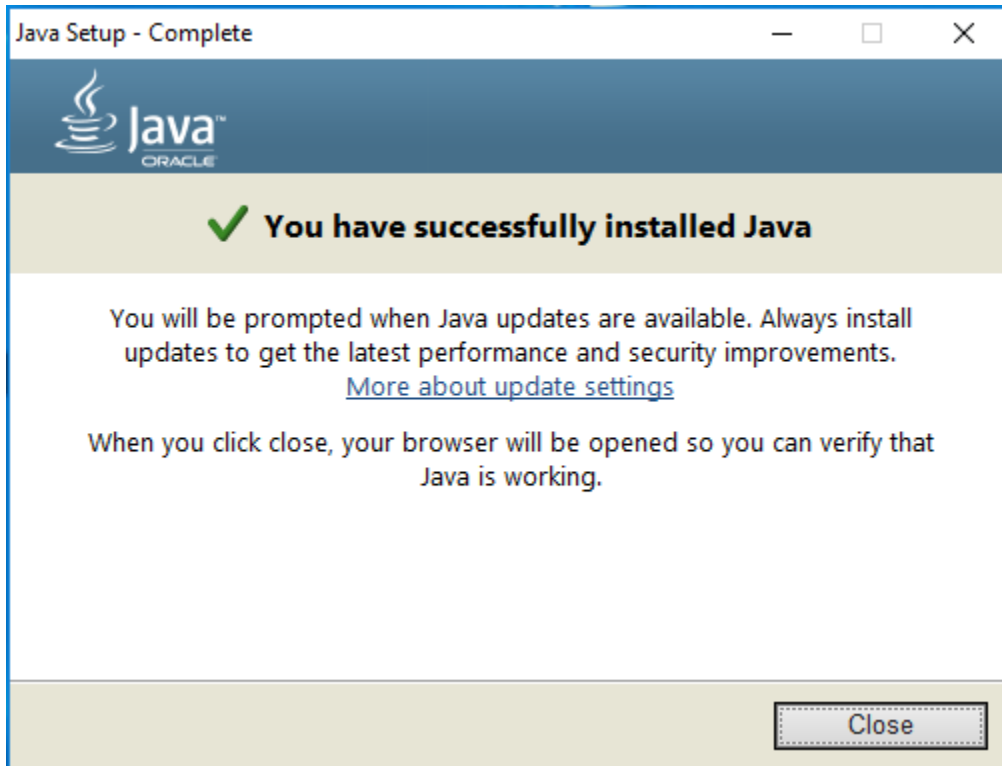 Java Setup - Complete
Java™
ORACLE
You have successfully installed Java
You will be prompted when Java updates are available. Always install
updates to get the latest performance and security improvements.
More about update settings
When you click close, your browser will be opened so you can verify that
Java is working.
Close